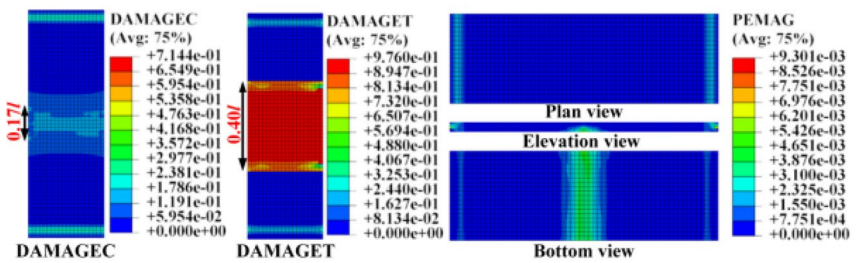 DAMAGEC
(Avg: 75%)
+7.144e-01
+6.549e-01
+5.954e-01
+5.358e-01
+4.763e-01
+4.168e-01
+3.572e-01
+2.977e-01
+2.381e-01
+1.786e-01
+1.191e-01
+5.954e-02
+0.000e+00
0.17l
DAMAGEC
DAMAGET
(Avg: 75%)
+9.760e-01
+8.947e-01
+8.134e-01
+7.320e-01
+6.507e-01
+5.694e-01
+4.880e-01
+4.067e-01
+3.253e-01
+2.440e-01
+1.627e-01
+8.134e-02
+0.000e+00
0.40l
DAMAGET
Plan view
Elevation view
Bottom view
PEMAG
(Avg: 75%)
+9.301e-03
+8.526e-03
+7.751e-03
+6.976e-03
+6.201e-03
+5.426e-03
+4.651e-03
+3.876e-03
+3.100e-03
+2.325e-03
+1.550e-03
+7.751e-04
+0.000e+00